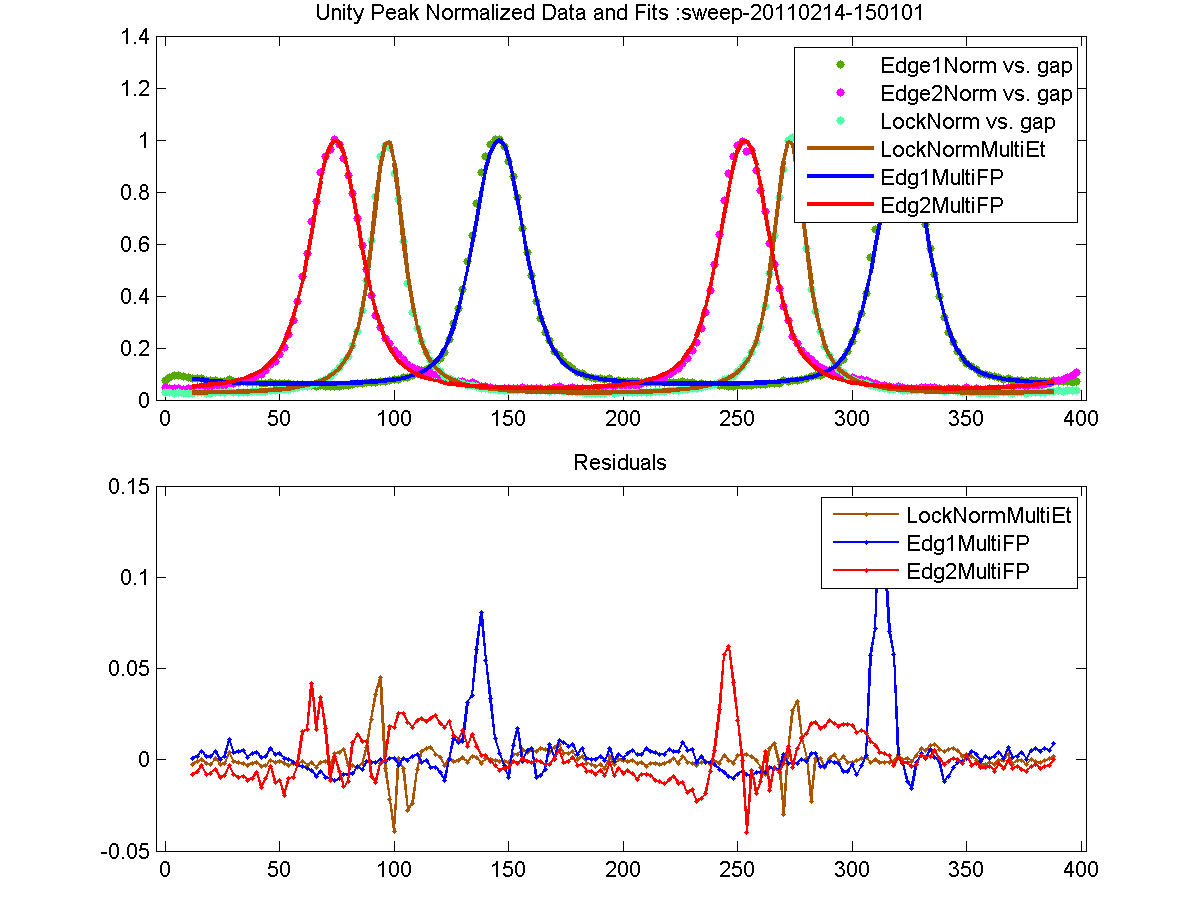 Unity Peak Normalized Data and Fits :sweep-20110214-150101
1.4
1.2
1
0.8
0.6
0.4
0.2
0
Edge1Norm vs. gap
Edge2Norm vs. gap
LockNorm vs. gap
LockNormMultiEt
Edg1MultiFP
Edg2MultiFP
0 50 100 150 200 250 300 350 400
Residuals
0.15
0.1
0.05
0
-0.05
LockNormMultiEt
Edg1MultiFP
Edg2MultiFP
0 50 100 150 200 250 300 350 400